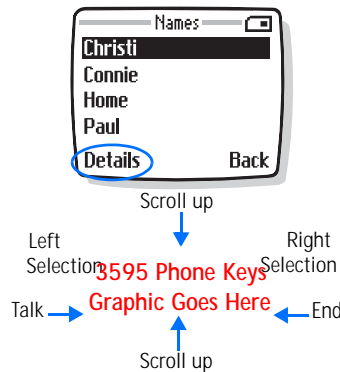 Names
Christi
Connie
Home
Paul
Details Back
Scroll up
Left Selection
Right Selection
3595 Phone Keys
Graphic Goes Here
Talk
End
Scroll up